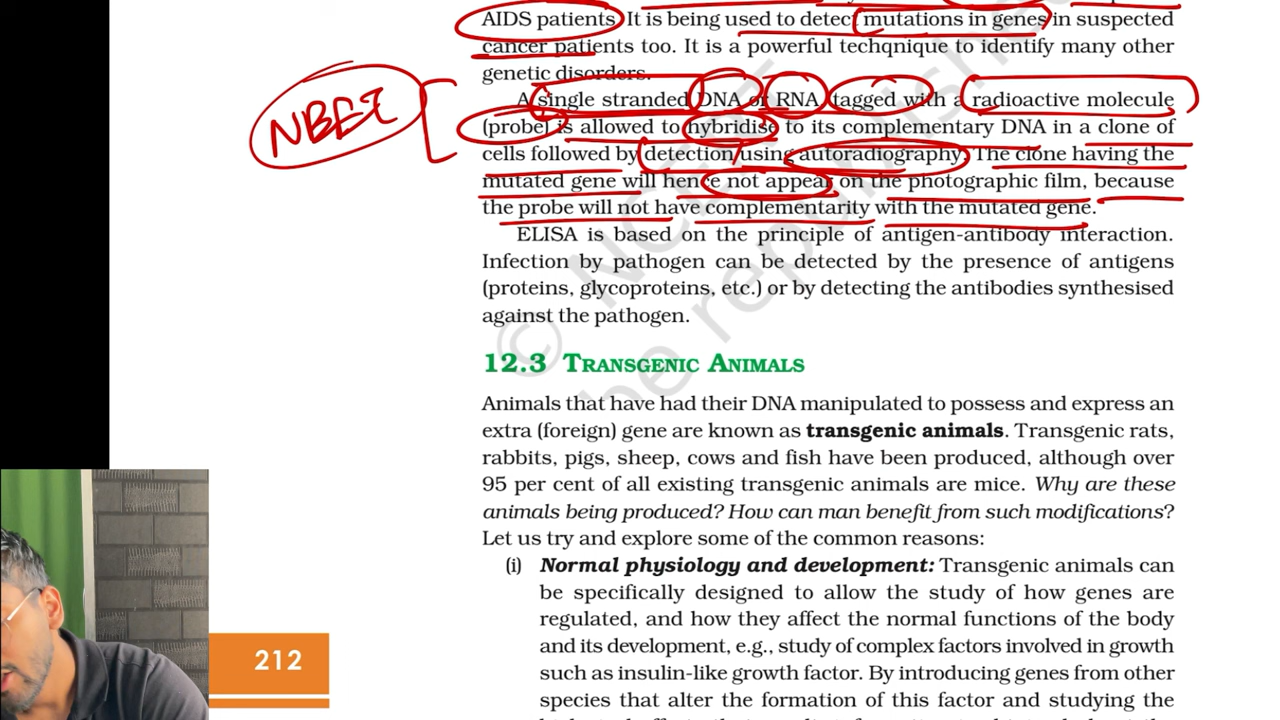 AIDS patients. It is being used to detect mutations in genes in suspected
cancer patients too. It is a powerful techqnique to identify many other
genetic disorders.
A single stranded DNA or RNA, tagged with a radioactive molecule
(probe) is allowed to hybridise to its complementary DNA in a clone of
cells followed by detection using autoradiography. The clone having the
mutated gene will hence not appear on the photographic film, because
the probe will not have complementarity with the mutated gene.
ELISA is based on the principle of antigen-antibody interaction.
Infection by pathogen can be detected by the presence of antigens
(proteins, glycoproteins, etc.) or by detecting the antibodies synthesised
against the pathogen.
12.3 TRANSGENIC ANIMALS
Animals that have had their DNA manipulated to possess and express an
extra (foreign) gene are known as transgenic animals. Transgenic rats,
rabbits, pigs, sheep, cows and fish have been produced, although over
95 per cent of all existing transgenic animals are mice. Why are these
animals being produced? How can man benefit from such modifications?
Let us try and explore some of the common reasons:
(i) Normal physiology and development: Transgenic animals can
be specifically designed to allow the study of how genes are
regulated, and how they affect the normal functions of the body
and its development, e.g., study of complex factors involved in growth
such as insulin-like growth factor. By introducing genes from other
species that alter the formation of this factor and studying the
212